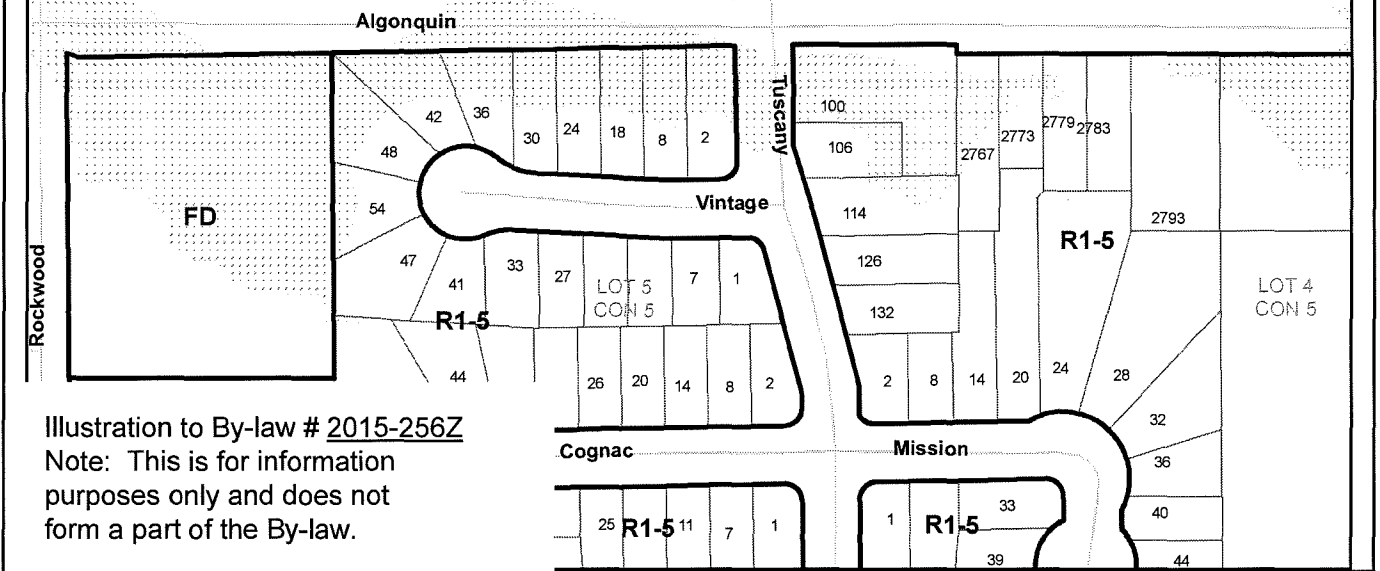 Algonquin
Rockwood
FD
42
36
30
24
18
8
2
48
54
47
41
33
27
LOT 5
CON 5
7
1
R1-5
Vintage
Tuscany
100
106
114
126
132
2767
2773
2779
2783
2793
R1-5
LOT 4
CON 5
44
26
20
14
8
2
2
8
14
20
24
28
32
36
40
44
Cognac
Mission
25
R1-5
11
7
1
1
R1-5
33
39
Illustration to By-law # 2015-256Z
Note: This is for information
purposes only and does not
form a part of the By-law.